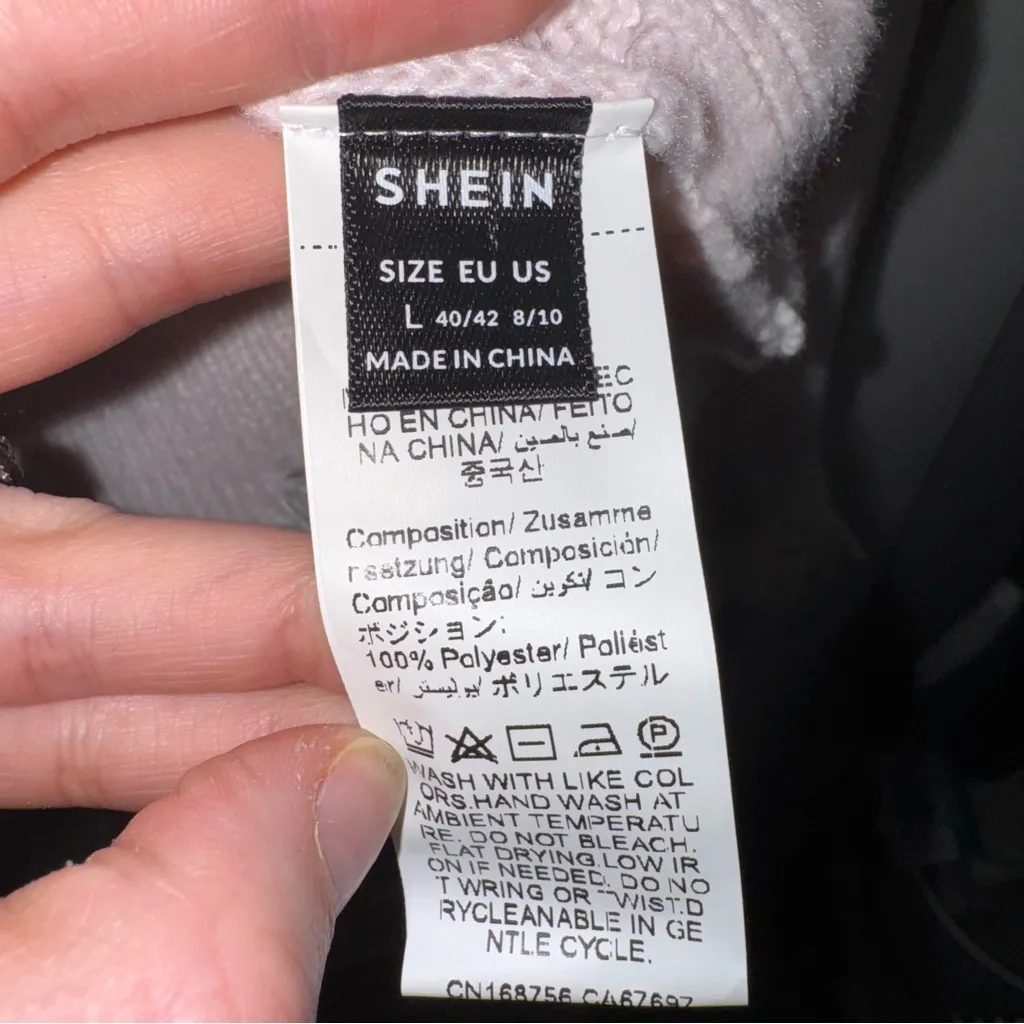 SHEIN
SIZE EU US
L 40/42 8/10
MADE IN CHINA
EC
HO EN CHINA/ FEITO
NA CHINA/ صنع بالصين/
중국산
Composition/ Zusamme
nsetzung/ Composición/
Composição/ التكوين/ コン
ポジション:
100% Polyester/ Poliést
er/ بوليستر/ ポリエステル
P
WASH WITH LIKE COL
ORS.HAND WASH AT
AMBIENT TEMPERATU
RE. DO NOT BLEACH.
FLAT DRYING.LOW IR
ON IF NEEDED. DO NO
T WRING OR TWIST.D
RYCLEANABLE IN GE
NTLE CYCLE.
CN168756 CA67697